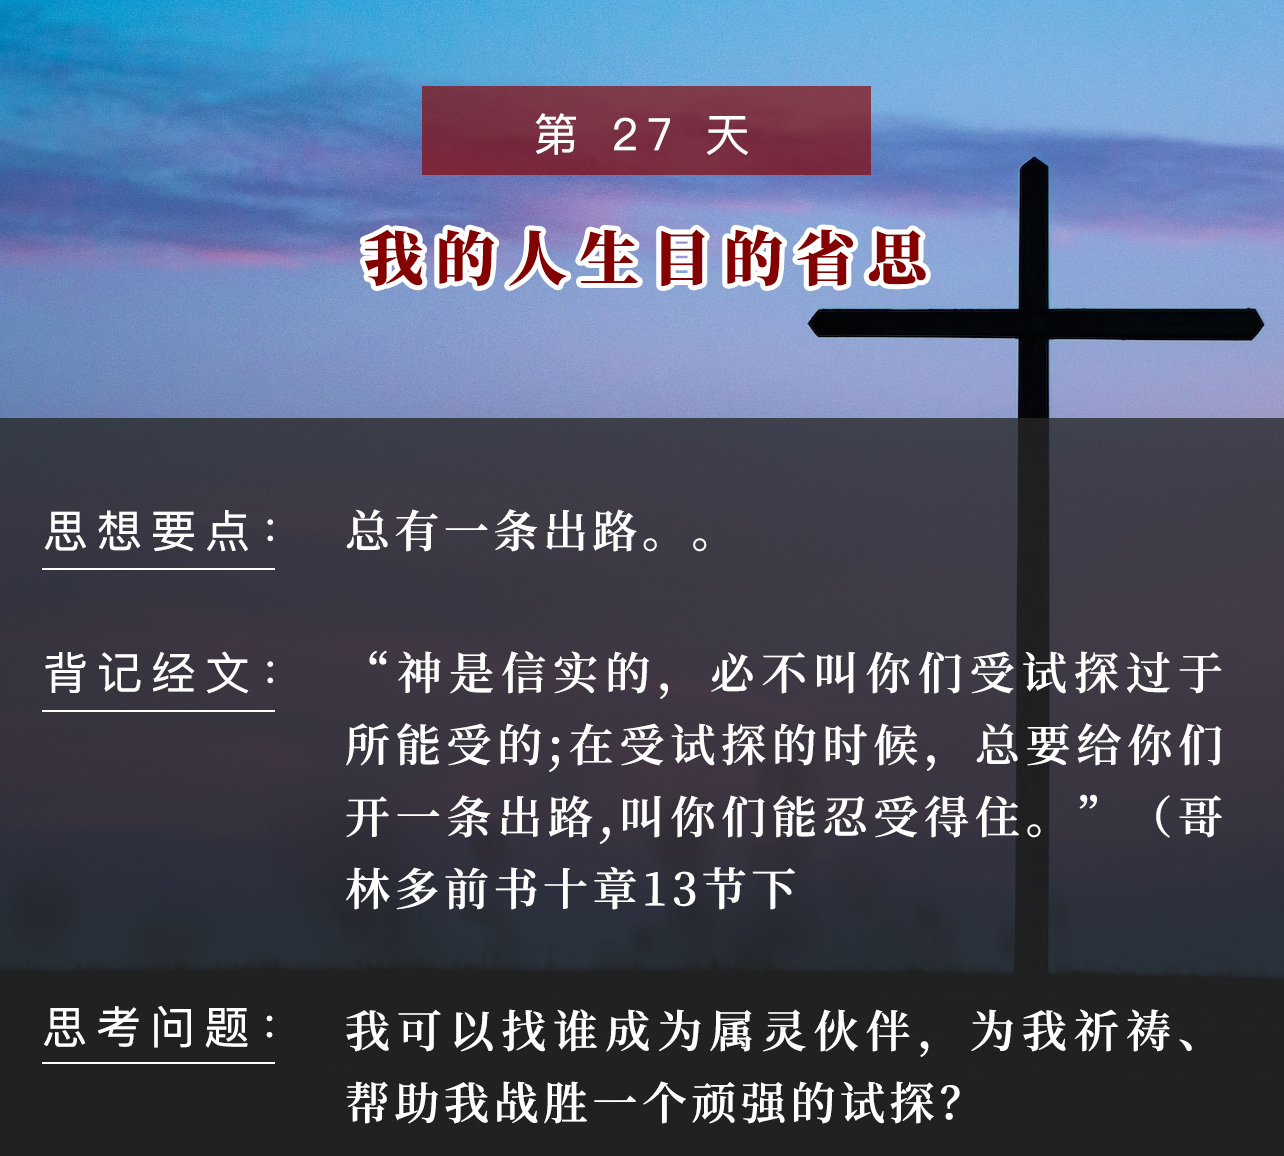 第 27 天
我的人生目的省思
思想要点：
总有一条出路。。
背记经文：
“神是信实的，必不叫你们受试探过于
所能受的;在受试探的时候，总要给你们
开一条出路,叫你们能忍受得住。”（哥
林多前书十章13节下
思考问题：
我可以找谁成为属灵伙伴，为我祈祷、
帮助我战胜一个顽强的试探？